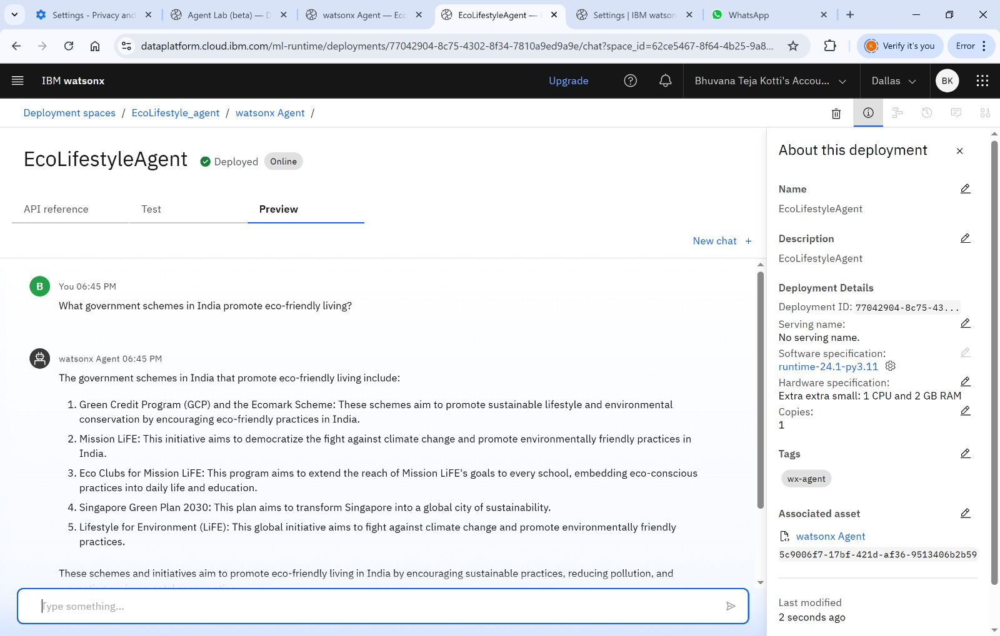 Settings - Privacy and
Agent Lab (beta) —
watsonx Agent — Eco
EcoLifestyleAgent —
Settings | IBM watson
WhatsApp
dataplatform.cloud.ibm.com/ml-runtime/deployments/77042904-8c75-4302-8f34-7810a9ed9a9e/chat?space_id=62ce5467-8f64-4b25-9a8...
K
Verify it's you
Error
IBM watsonx
Upgrade
Bhuvana Teja Kotti's Accou...
Dallas
BK
Deployment spaces / EcoLifestyle_agent / watsonx Agent /
EcoLifestyleAgent
Deployed
Online
API reference
Test
Preview
New chat +
B
You 06:45 PM
What government schemes in India promote eco-friendly living?
watsonx Agent 06:45 PM
The government schemes in India that promote eco-friendly living include:
1. Green Credit Program (GCP) and the Ecomark Scheme: These schemes aim to promote sustainable lifestyle and environmental
conservation by encouraging eco-friendly practices in India.
2. Mission LiFE: This initiative aims to democratize the fight against climate change and promote environmentally friendly practices in
India.
3. Eco Clubs for Mission LiFE: This program aims to extend the reach of Mission LiFE's goals to every school, embedding eco-conscious
practices into daily life and education.
4. Singapore Green Plan 2030: This plan aims to transform Singapore into a global city of sustainability.
5. Lifestyle for Environment (LiFE): This global initiative aims to fight against climate change and promote environmentally friendly
practices.
These schemes and initiatives aim to promote eco-friendly living in India by encouraging sustainable practices, reducing pollution, and
Type something...
About this deployment
Name
EcoLifestyleAgent
Description
EcoLifestyleAgent
Deployment Details
Deployment ID: 77042904-8c75-43...
Serving name:
No serving name.
Software specification:
runtime-24.1-py3.11
Hardware specification:
Extra extra small: 1 CPU and 2 GB RAM
Copies:
1
Tags
wx-agent
Associated asset
watsonx Agent
5c9006f7-17bf-421d-af36-9513406b2b59
Last modified
2 seconds ago